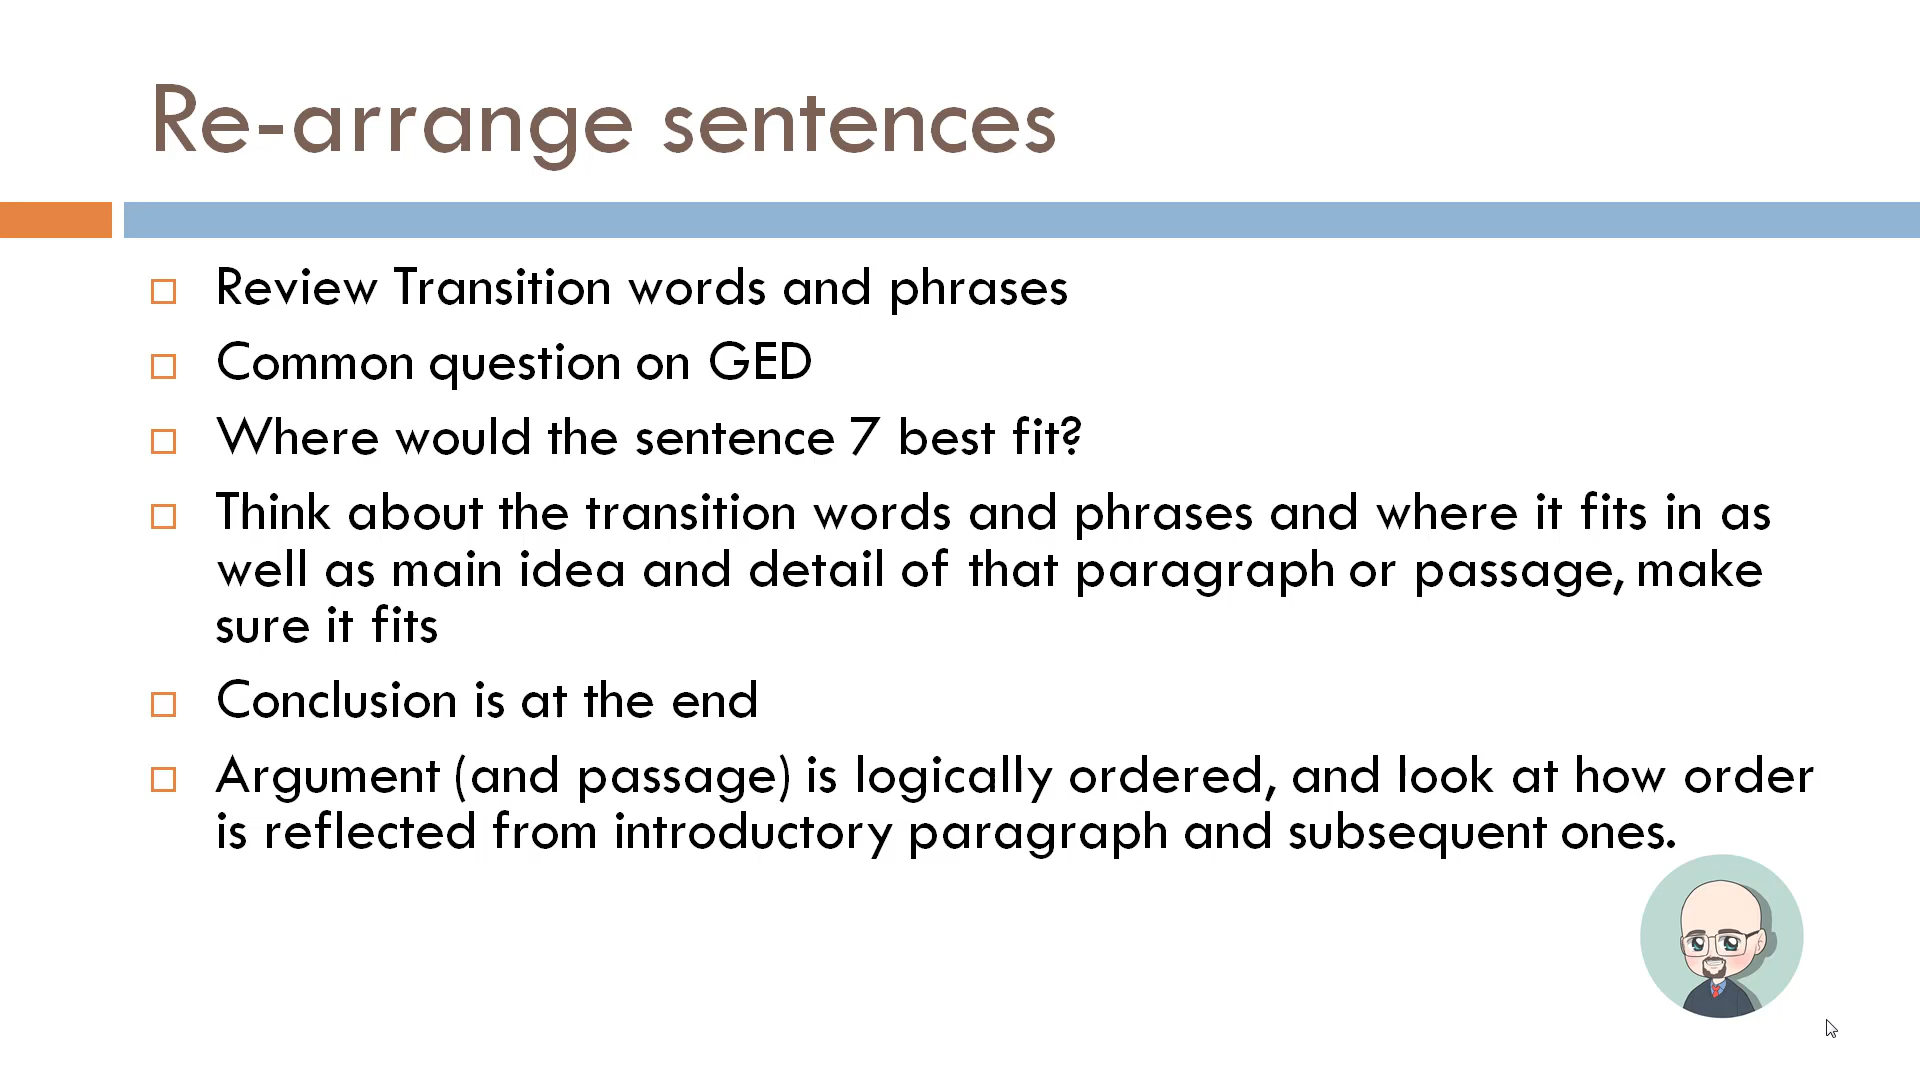 Re-arrange sentences
Review Transition words and phrases
Common question on GED
Where would the sentence 7 best fit?
Think about the transition words and phrases and where it fits in as
well as main idea and detail of that paragraph or passage, make
sure it fits
Conclusion is at the end
Argument (and passage) is logically ordered, and look at how order
is reflected from introductory paragraph and subsequent ones.